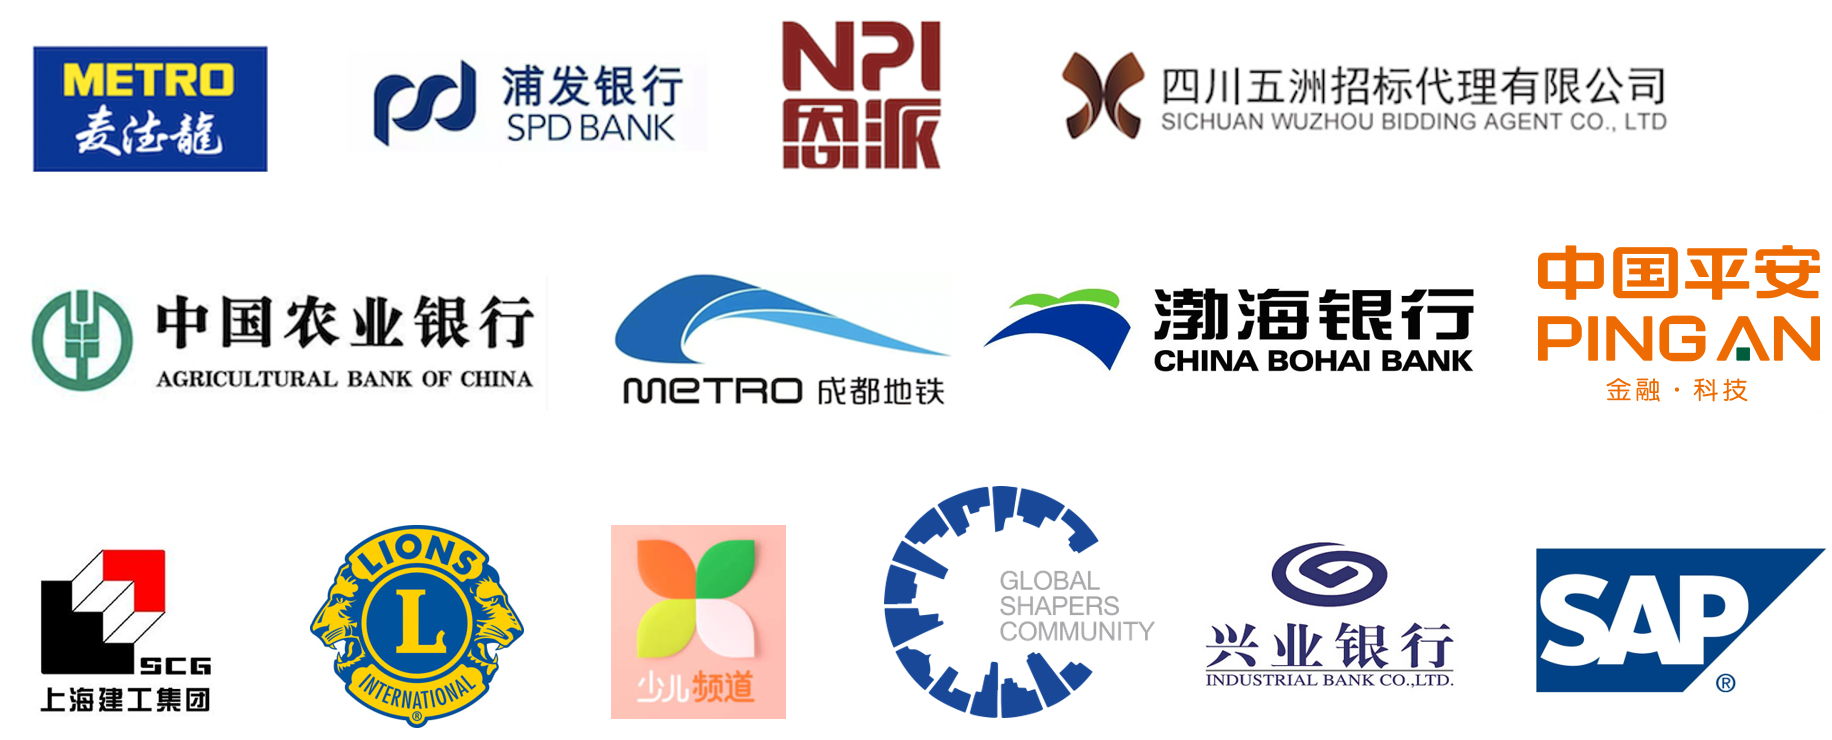 METRO
麦德龍
浦发银行
SPD BANK
NPI
恩派
四川五洲招标代理有限公司
SICHUAN WUZHOU BIDDING AGENT CO., LTD
中国农业银行
AGRICULTURAL BANK OF CHINA
METRO 成都地铁
渤海银行
CHINA BOHAI BANK
中国平安
PING AN
金融·科技
SCG
上海建工集团
LIONS
L
INTERNATIONAL
®
少儿频道
GLOBAL
SHAPERS
COMMUNITY
兴业银行
INDUSTRIAL BANK CO.,LTD.
SAP
®